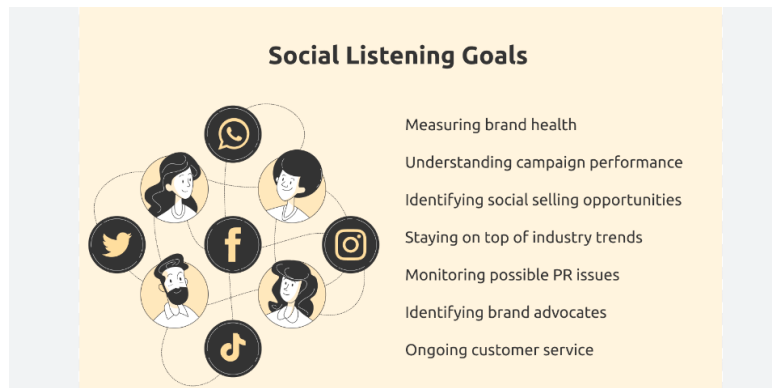 Social Listening Goals
Measuring brand health
Understanding campaign performance
Identifying social selling opportunities
Staying on top of industry trends
Monitoring possible PR issues
Identifying brand advocates
Ongoing customer service